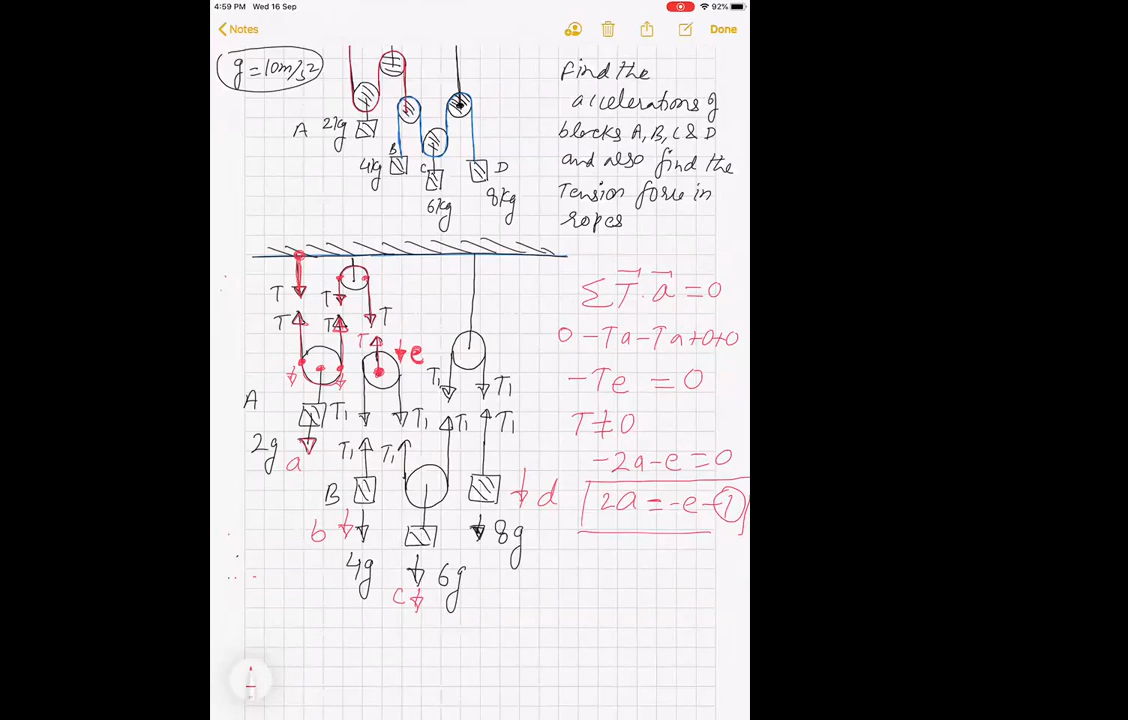 4:59 PM Wed 16 Sep
92%
Notes
Done
g = 10m/s²
A 2kg
B
4kg
C
6kg
D
8kg
Find the
accelerations of
blocks A, B, C & D
and also find the
Tension force in
ropes
T
T
T
T
T
T
e
A
2g
a
T1
T1
T1
T1
T1
T1
T1
T1
B
b
4g
6g
C
8g
d
ΣT⃗·a⃗ = 0
0 -Ta -Ta +0+0
-Te = 0
T≠0
-2a-e = 0
2a = -e -1